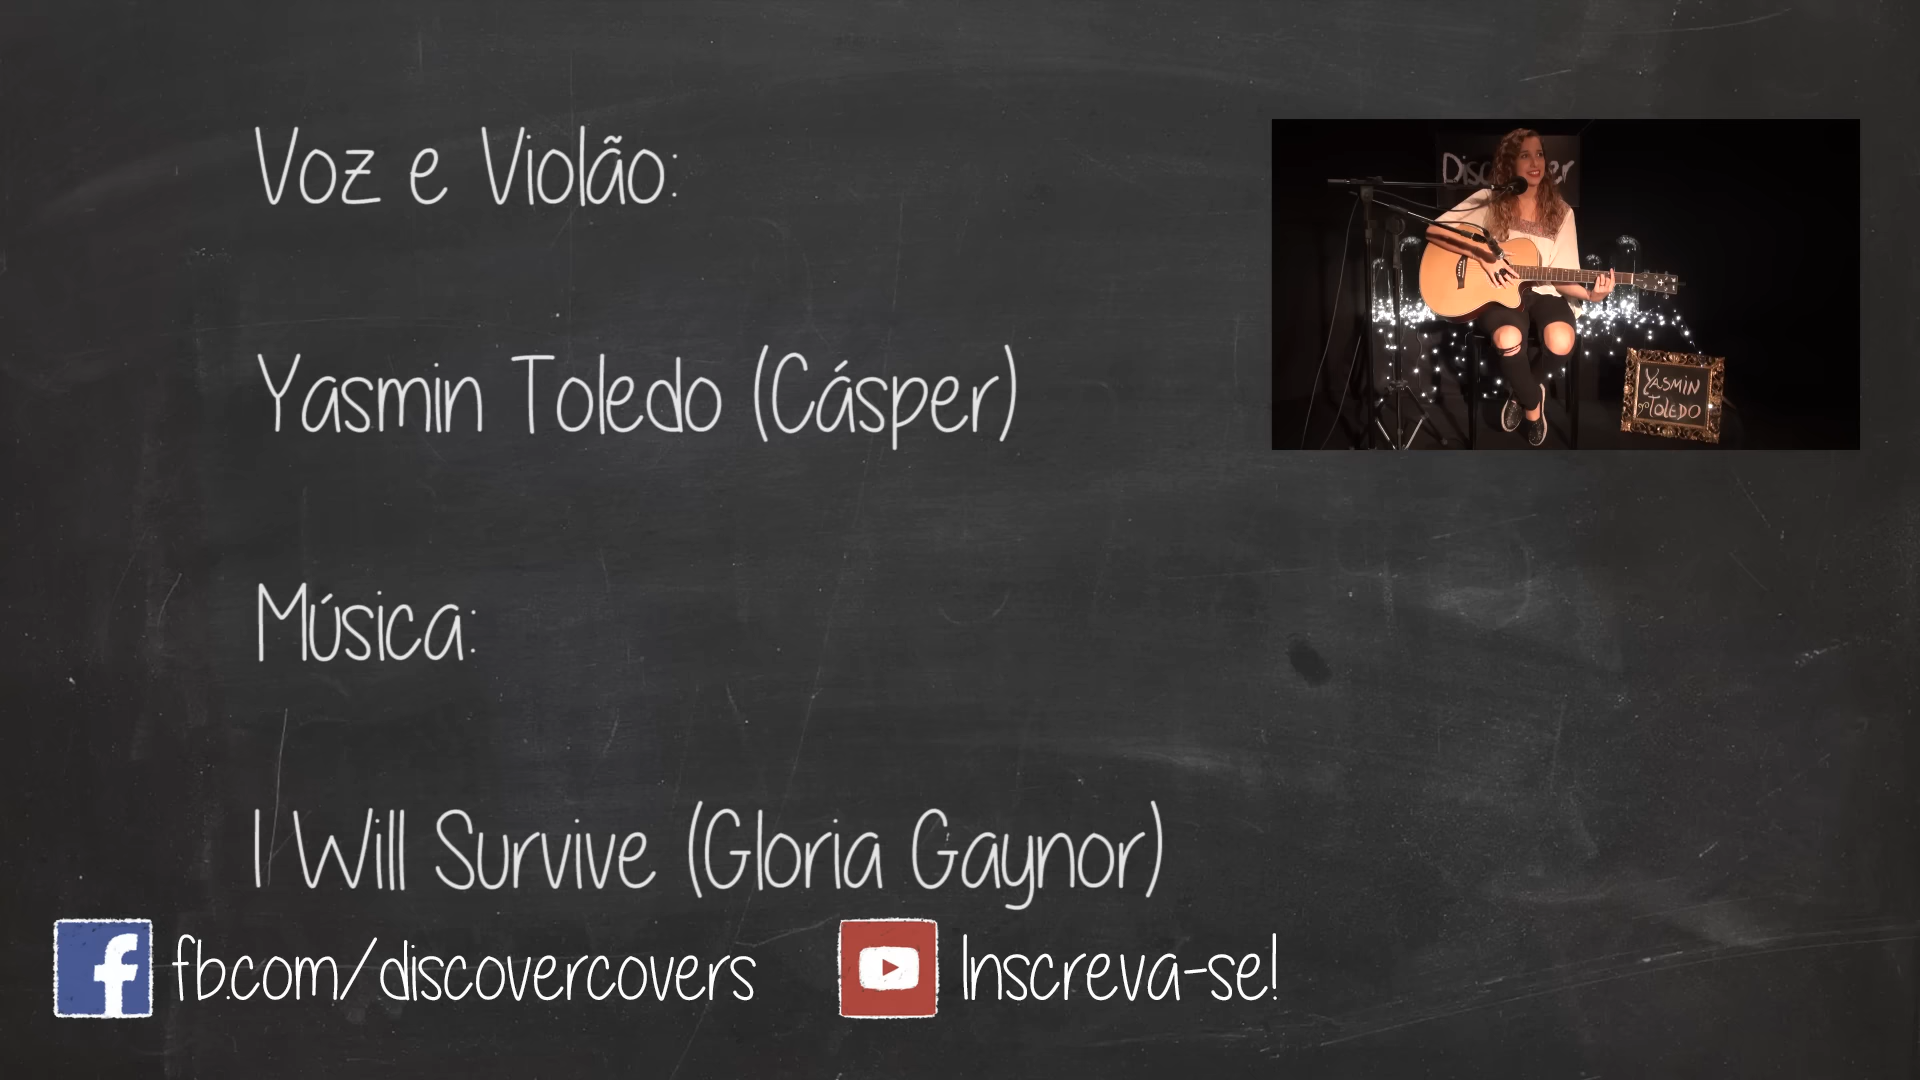 Voz e Violão:
Yasmin Toledo (Cásper)
Música:
I Will Survive (Gloria Gaynor)
fb.com/discovercovers
Inscreva-se!
YASMIN
TOLEDO